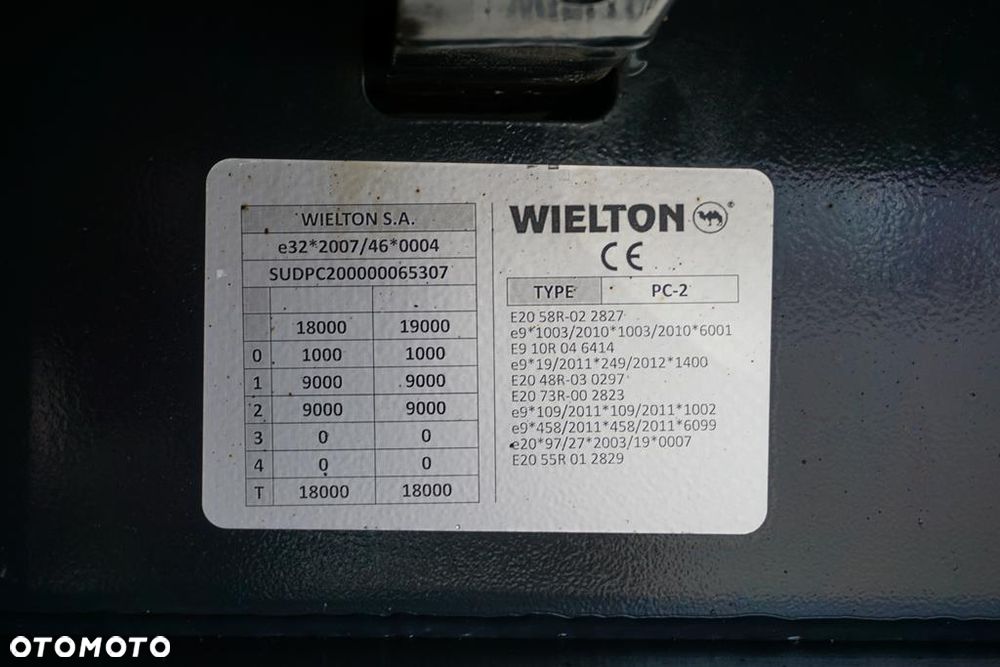 WIELTON S.A.
e32*2007/46*0004
SUDPC200000065307
18000 19000
0 1000 1000
1 9000 9000
2 9000 9000
3 0 0
4 0 0
T 18000 18000
WIELTON ®
CE
TYPE PC-2
E20 58R-02 2827
e9*1003/2010*1003/2010*6001
E9 10R 04 6414
e9*19/2011*249/2012*1400
E20 48R-03 0297
E20 73R-00 2823
e9*109/2011*109/2011*1002
e9*458/2011*458/2011*6099
e20*97/27*2003/19*0007
E20 55R 01 2829
OTOMOTO